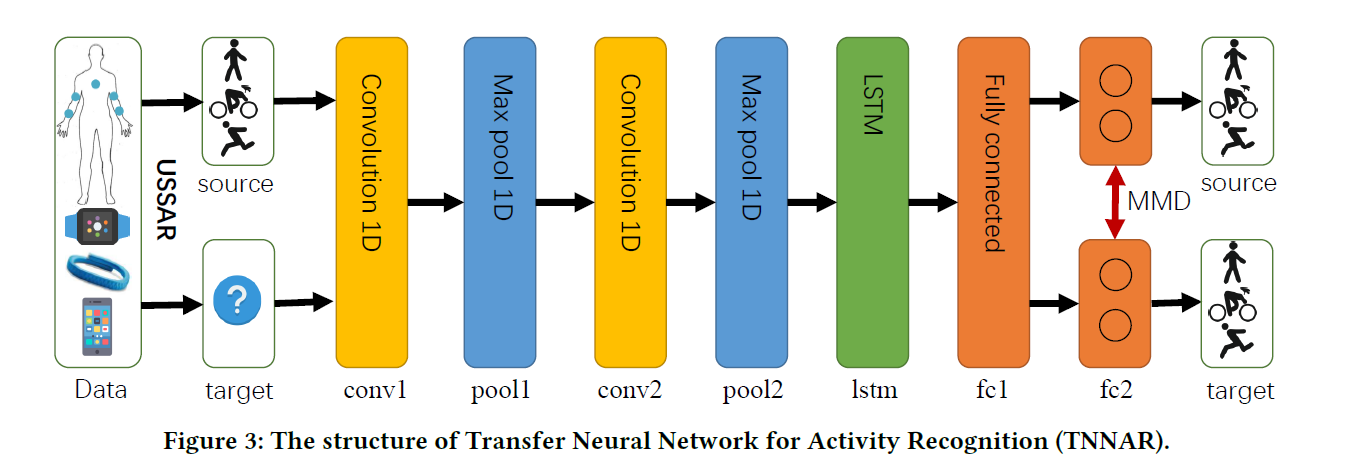 USSAR
source
Convolution 1D
Max pool 1D
Convolution 1D
Max pool 1D
LSTM
Fully connected
MMD
source
?
Data
target
conv1
pool1
conv2
pool2
lstm
fc1
fc2
target
Figure 3: The structure of Transfer Neural Network for Activity Recognition (TNNAR).